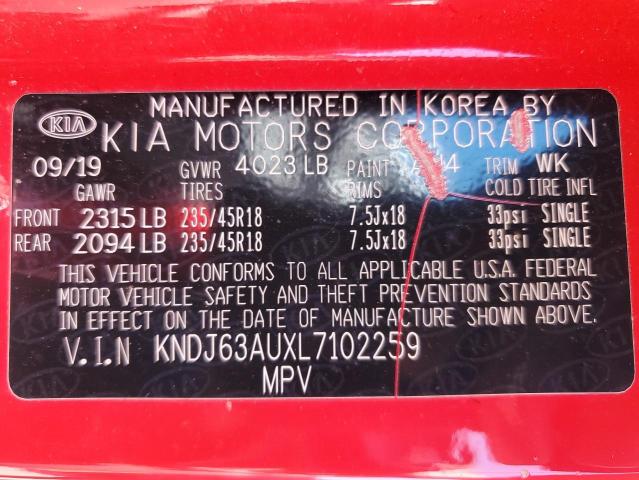 MANUFACTURED IN KOREA BY
KIA KIA MOTORS CORPORATION
09/19 GVWR 4023 LB PAINT TRIM WK
GAWR TIRES RIMS COLD TIRE INFL
FRONT 2315 LB 235/45R18 7.5Jx18 33psi SINGLE
REAR 2094 LB 235/45R18 7.5Jx18 33psi SINGLE
THIS VEHICLE CONFORMS TO ALL APPLICABLE U.S.A. FEDERAL
MOTOR VEHICLE SAFETY AND THEFT PREVENTION STANDARDS
IN EFFECT ON THE DATE OF MANUFACTURE SHOWN ABOVE.
V.I.N KNDJ63AUXL7102259
MPV